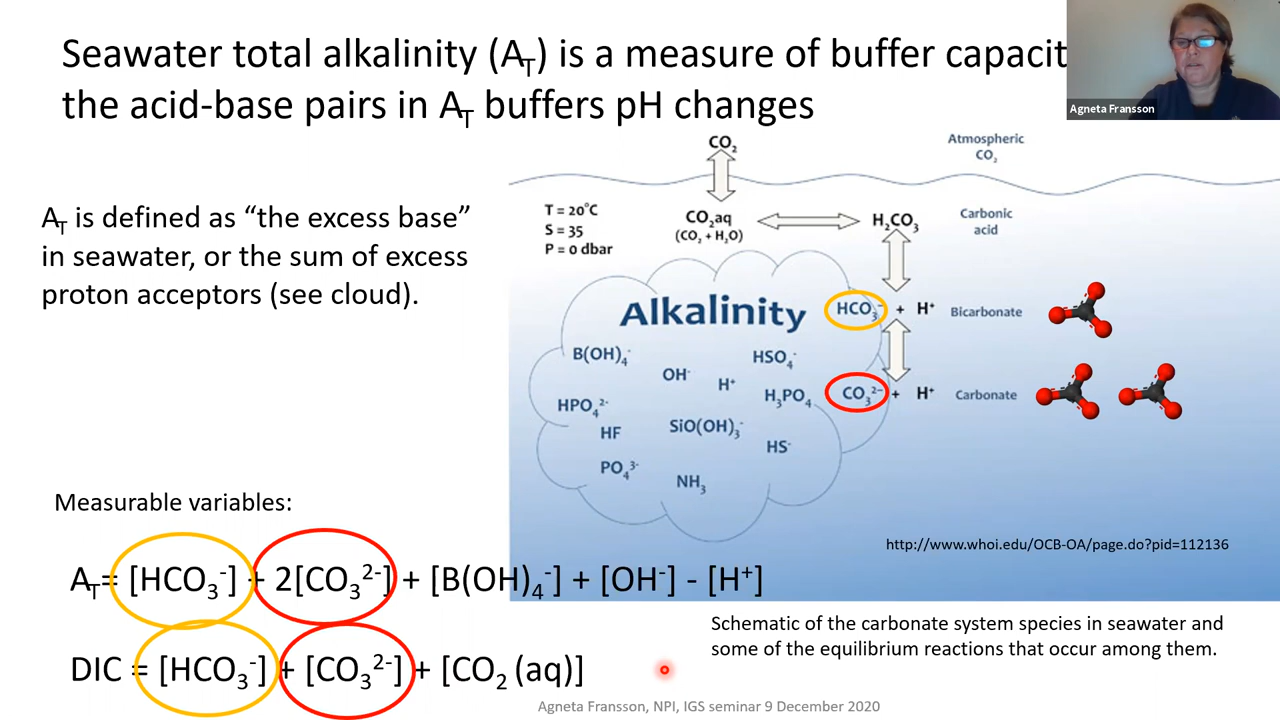 Seawater total alkalinity (A_T) is a measure of buffer capacit
the acid-base pairs in A_T buffers pH changes
Agneta Fransson
A_T is defined as “the excess base”
in seawater, or the sum of excess
proton acceptors (see cloud).
CO₂
Atmospheric
CO₂
T = 20°C
S = 35
P = 0 dbar
CO₂aq
(CO₂ + H₂O)
H₂CO₃
Carbonic
acid
Alkalinity
HCO₃⁻ + H⁺ Bicarbonate
B(OH)₄⁻
HSO₄⁻
OH⁻
H⁺
HPO₄²⁻
H₃PO₄
CO₃²⁻ + H⁺ Carbonate
HF
SiO(OH)₃⁻
HS⁻
PO₄³⁻
NH₃
Measurable variables:
http://www.whoi.edu/OCB-OA/page.do?pid=112136
A_T= [HCO₃⁻] + 2[CO₃²⁻] + [B(OH)₄⁻] + [OH⁻] - [H⁺]
Schematic of the carbonate system species in seawater and
some of the equilibrium reactions that occur among them.
DIC = [HCO₃⁻] + [CO₃²⁻] + [CO₂ (aq)]
Agneta Fransson, NPI, IGS seminar 9 December 2020